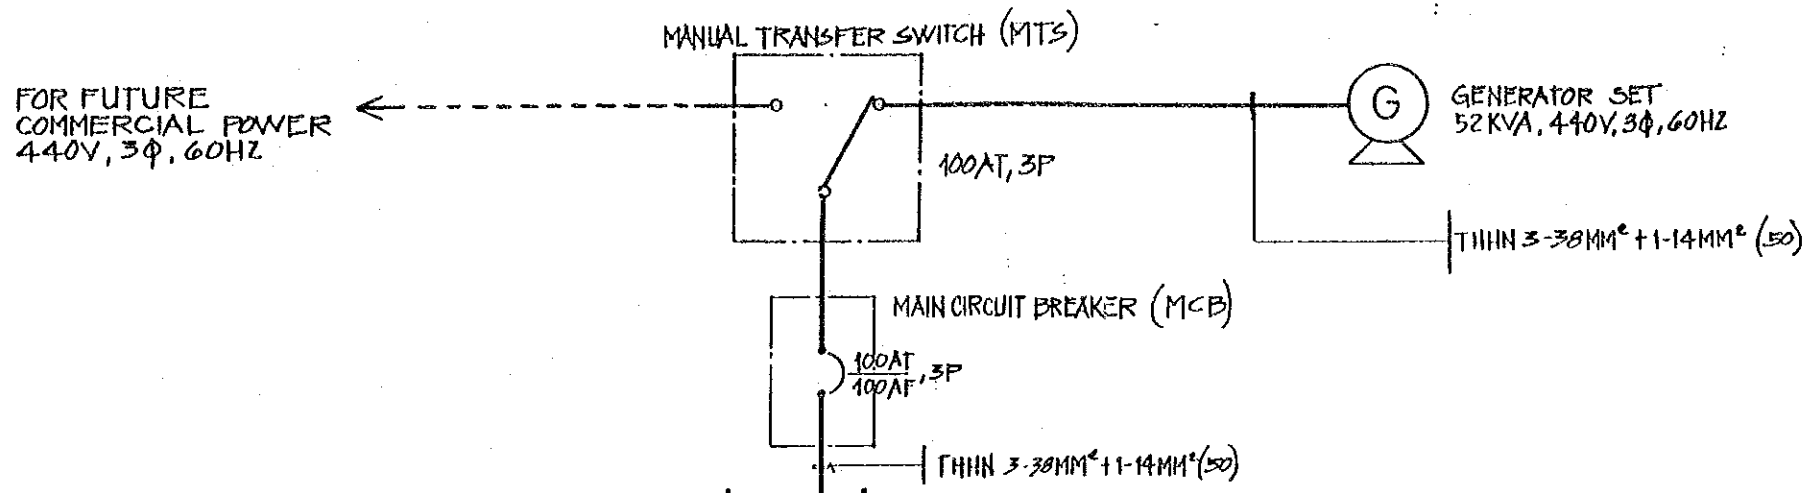 MANUAL TRANSFER SWITCH (MTS)
FOR FUTURE
COMMERCIAL POWER
440V, 3φ, 60HZ
G
GENERATOR SET
52KVA, 440V, 3φ, 60HZ
100AT, 3P
THHN 3-38MM² + 1-14MM² (50)
MAIN CIRCUIT BREAKER (MCB)
100AT
100AF, 3P
THHN 3-38MM² + 1-14MM² (50)